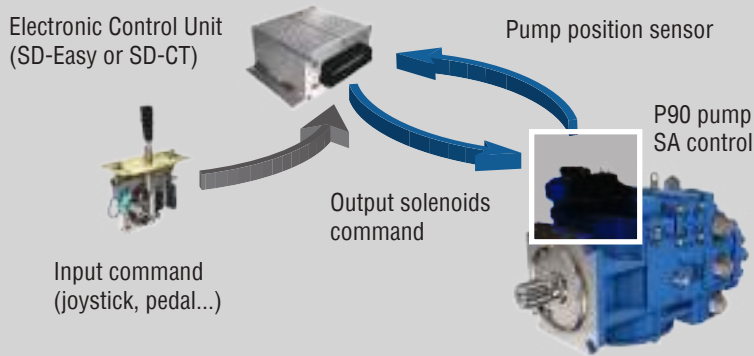 Electronic Control Unit
(SD-Easy or SD-CT)
Pump position sensor
P90 pump
SA control
Output solenoids
command
Input command
(joystick, pedal...)